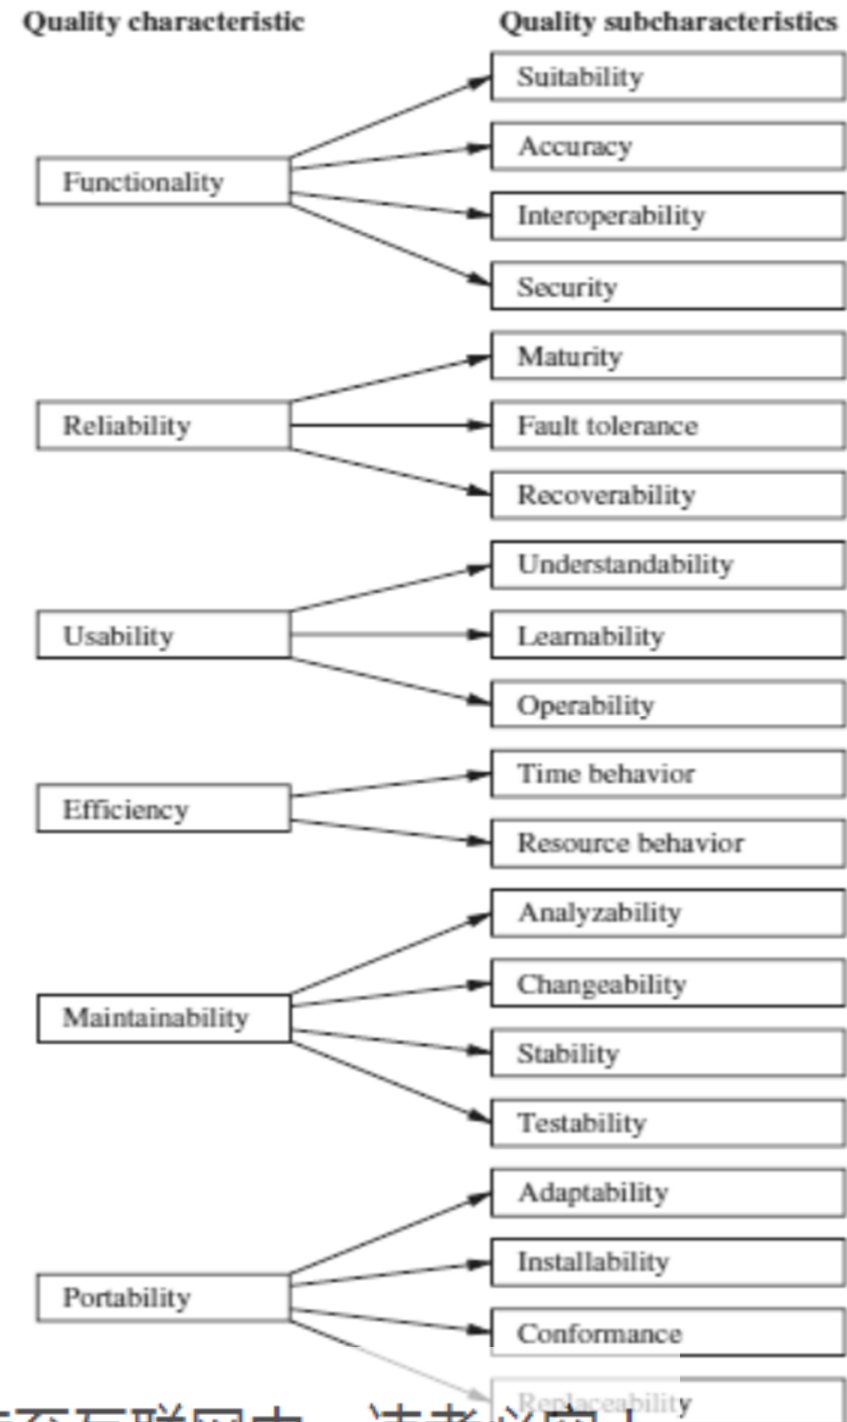 Quality characteristic
Quality subcharacteristics
Functionality
Suitability
Accuracy
Interoperability
Security
Reliability
Maturity
Fault tolerance
Recoverability
Usability
Understandability
Learnability
Operability
Efficiency
Time behavior
Resource behavior
Maintainability
Analyzability
Changeability
Stability
Testability
Portability
Adaptability
Installability
Conformance
Replaceability